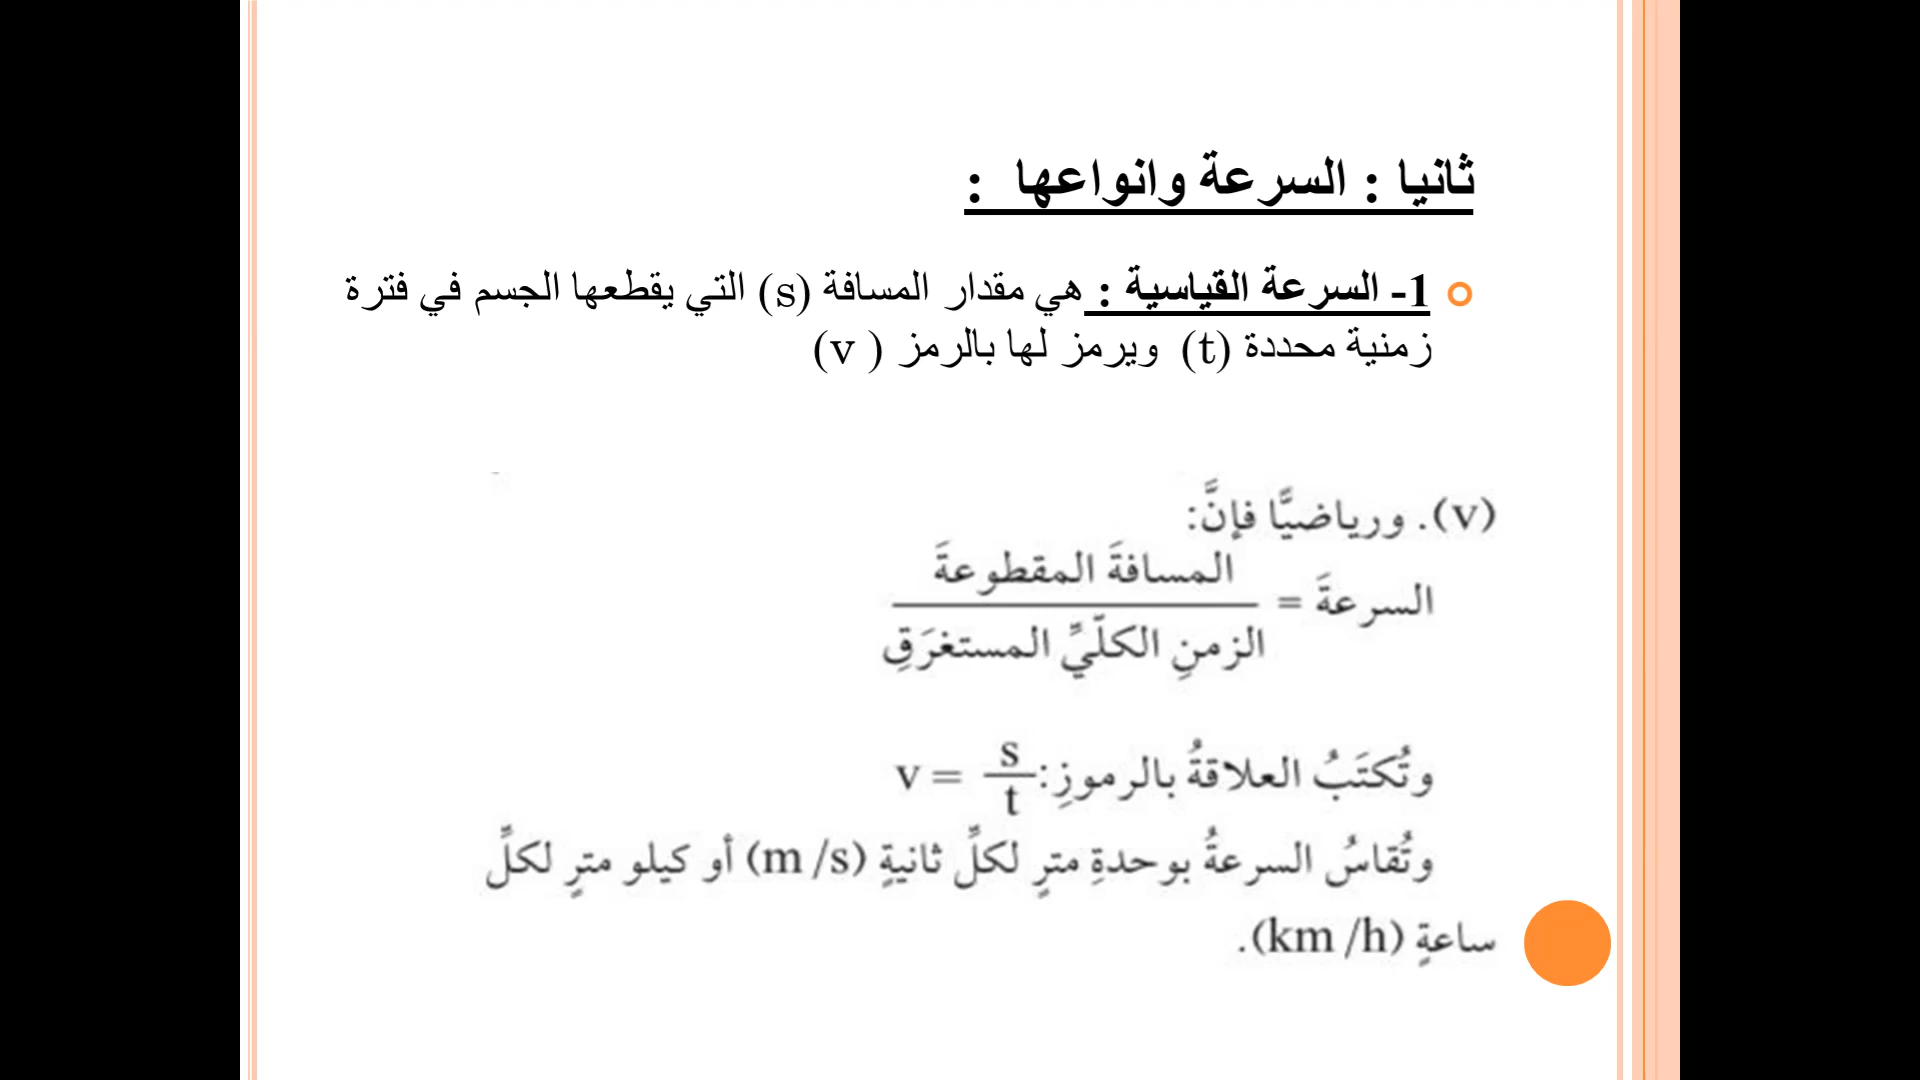 ثانيا : السرعة وانواعها :
1- السرعة القياسية : هي مقدار المسافة (s) التي يقطعها الجسم في فترة
زمنية محددة (t) ويرمز لها بالرمز ( v)
(v). ورياضيًّا فإنَّ:
المسافةَ المقطوعةَ
السرعةَ =
الزمنِ الكلّيِّ المستغرَقِ
وتُكتَبُ العلاقةُ بالرموزِ: v = s/t
وتُقاسُ السرعةُ بوحدةِ مترٍ لكلِّ ثانيةٍ (m/s) أو كيلو مترٍ لكلِّ
ساعةٍ (km/h).